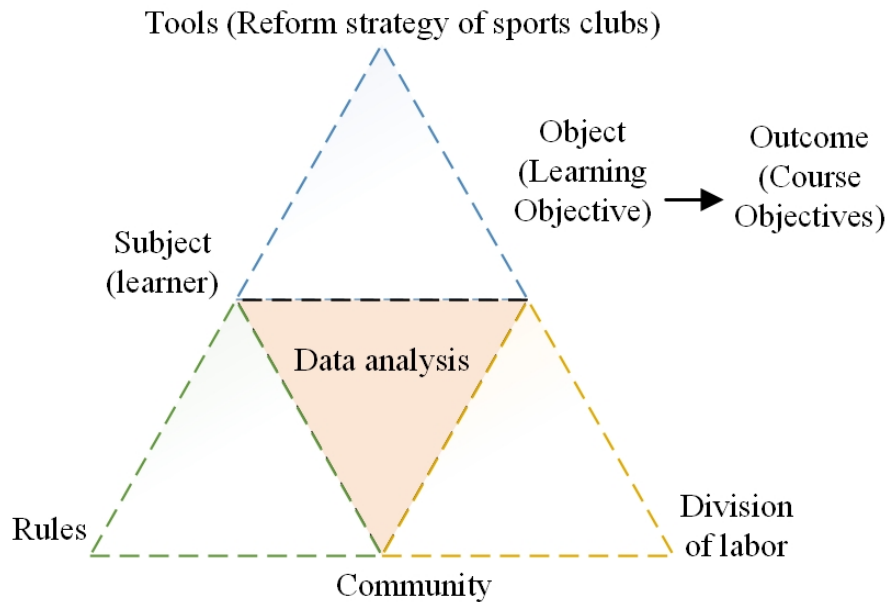 Tools (Reform strategy of sports clubs)
Object
(Learning
Objective)
Outcome
(Course
Objectives)
Subject
(learner)
Data analysis
Rules
Division
of labor
Community